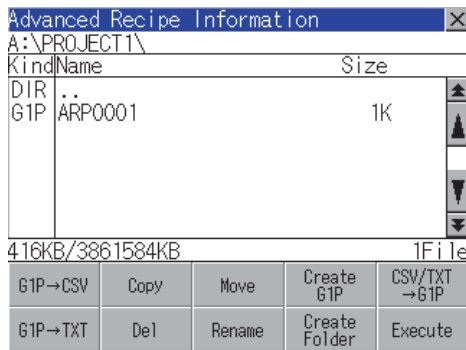 Advanced Recipe Information ×
A:\PROJECT1\
Kind Name Size
DIR ..
G1P ARP0001 1K
416KB/3861584KB 1File
G1P→CSV Copy Move Create G1P CSV/TXT →G1P
G1P→TXT Del Rename Create Folder Execute